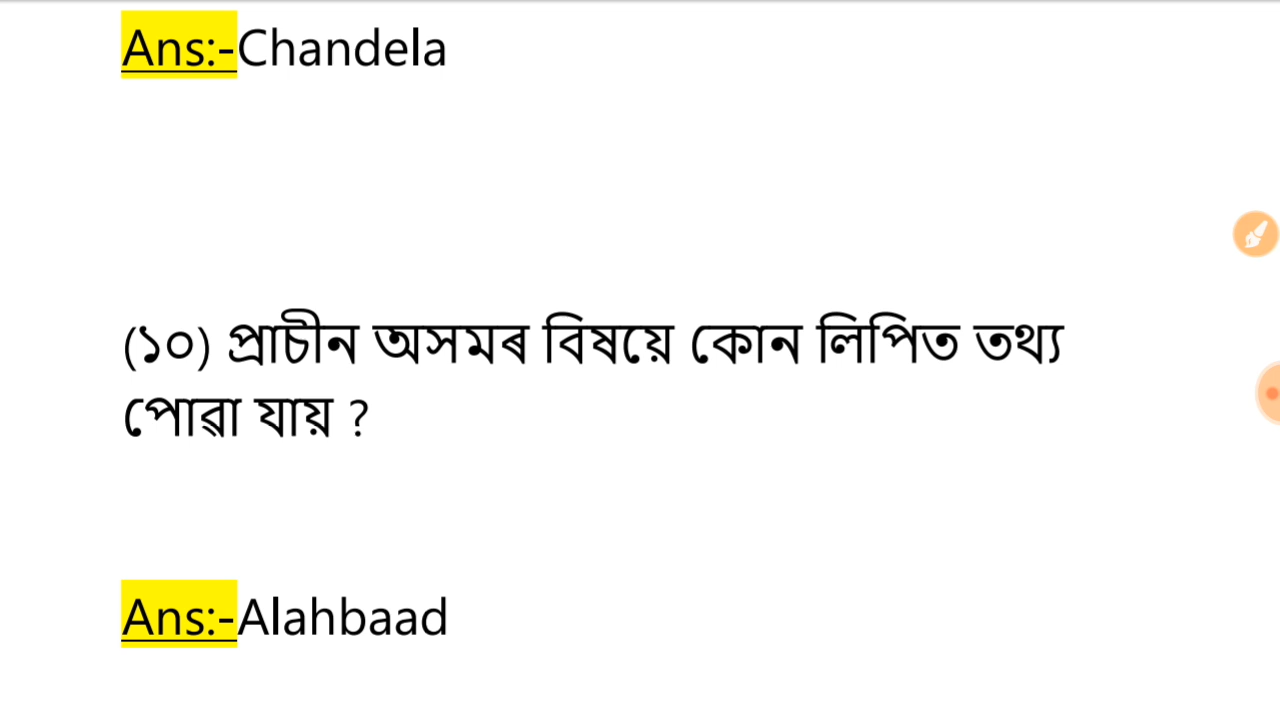 Ans:-Chandela
(১০) প্ৰাচীন অসমৰ বিষয়ে কোন লিপিত তথ্য
পোৱা যায় ?
Ans:-Alahbaad